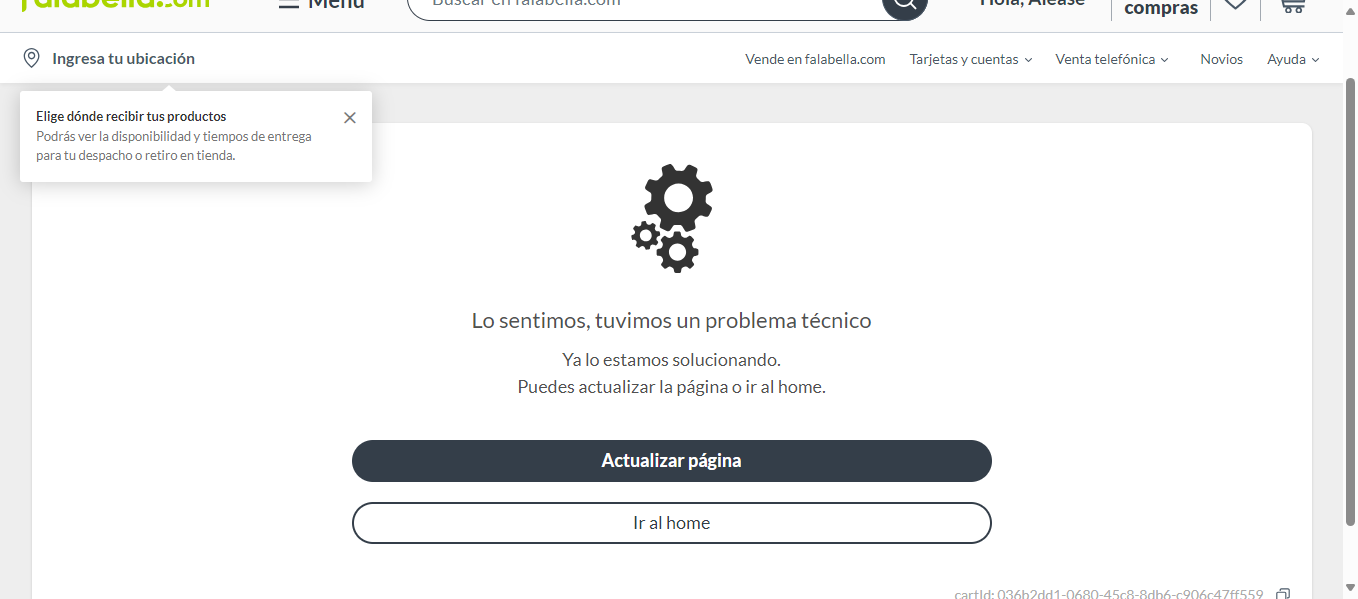 falabella.com
Menú
Buscar en falabella.com
Hola, Alease
compras
Ingresa tu ubicación
Vende en falabella.com
Tarjetas y cuentas
Venta telefónica
Novios
Ayuda
Elige dónde recibir tus productos
Podrás ver la disponibilidad y tiempos de entrega
para tu despacho o retiro en tienda.
Lo sentimos, tuvimos un problema técnico
Ya lo estamos solucionando.
Puedes actualizar la página o ir al home.
Actualizar página
Ir al home
cartId: 036b2dd1-0680-45c8-8db6-c906c47ff559